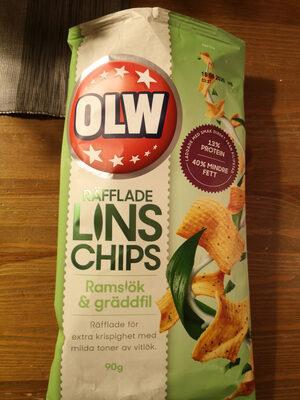 OLW
RÄFFLADE
LINS
CHIPS
Ramslök
& gräddfil
Räfflade för
extra krispighet med
milda toner av vitlök.
90g
13%
PROTEIN
40% MINDRE
FETT